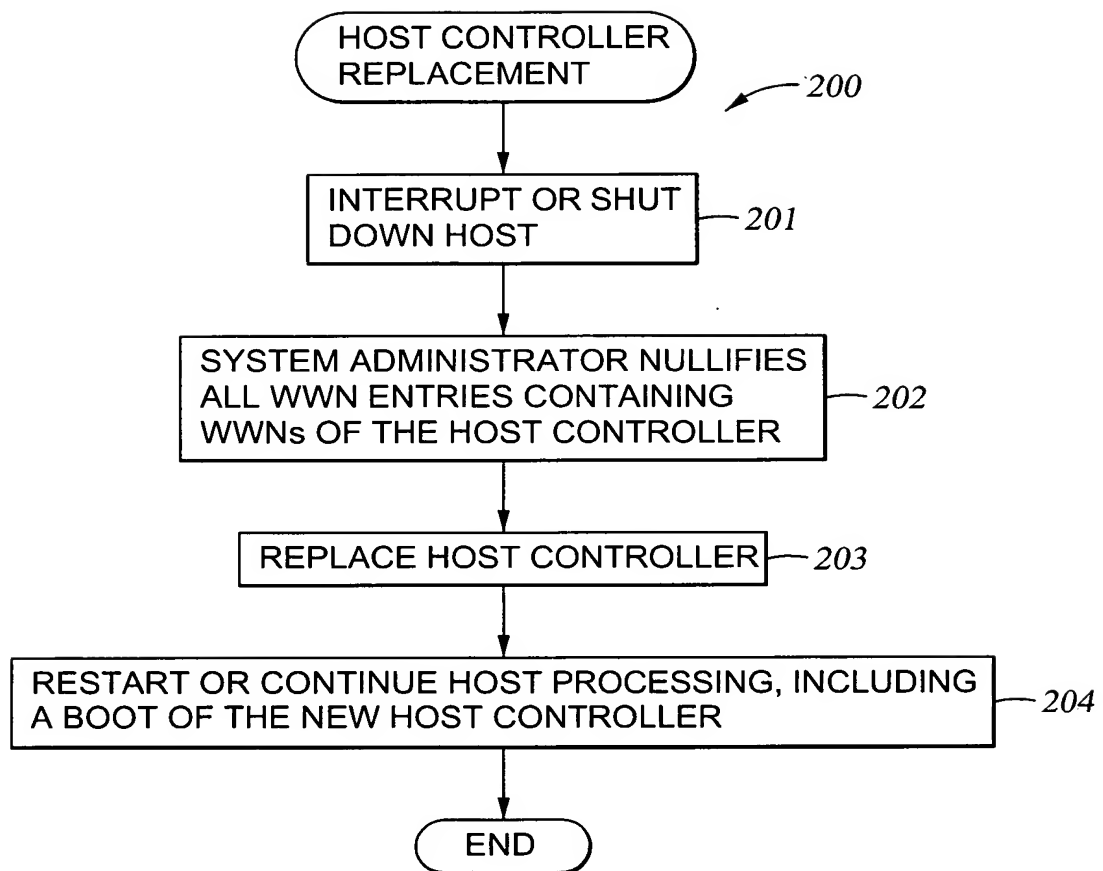 HOST CONTROLLER
REPLACEMENT
200
INTERRUPT OR SHUT
DOWN HOST
201
SYSTEM ADMINISTRATOR NULLIFIES
ALL WWN ENTRIES CONTAINING
WWNs OF THE HOST CONTROLLER
202
REPLACE HOST CONTROLLER
203
RESTART OR CONTINUE HOST PROCESSING, INCLUDING
A BOOT OF THE NEW HOST CONTROLLER
204
END